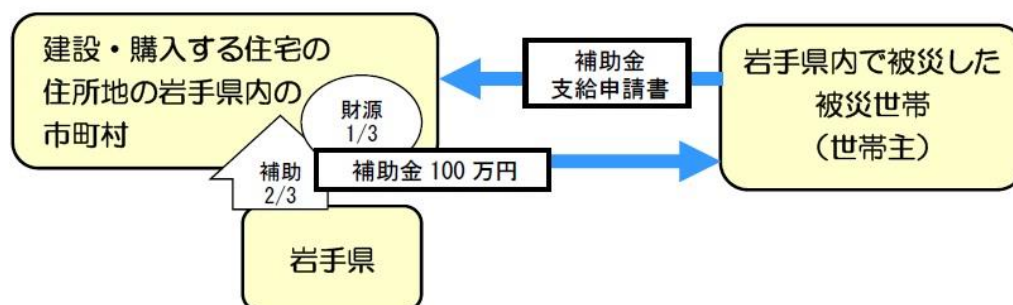 建設・購入する住宅の
住所地の岩手県内の
市町村
財源
1/3
補助
2/3
岩手県
補助金
支給申請書
補助金 100 万円
岩手県内で被災した
被災世帯
（世帯主）